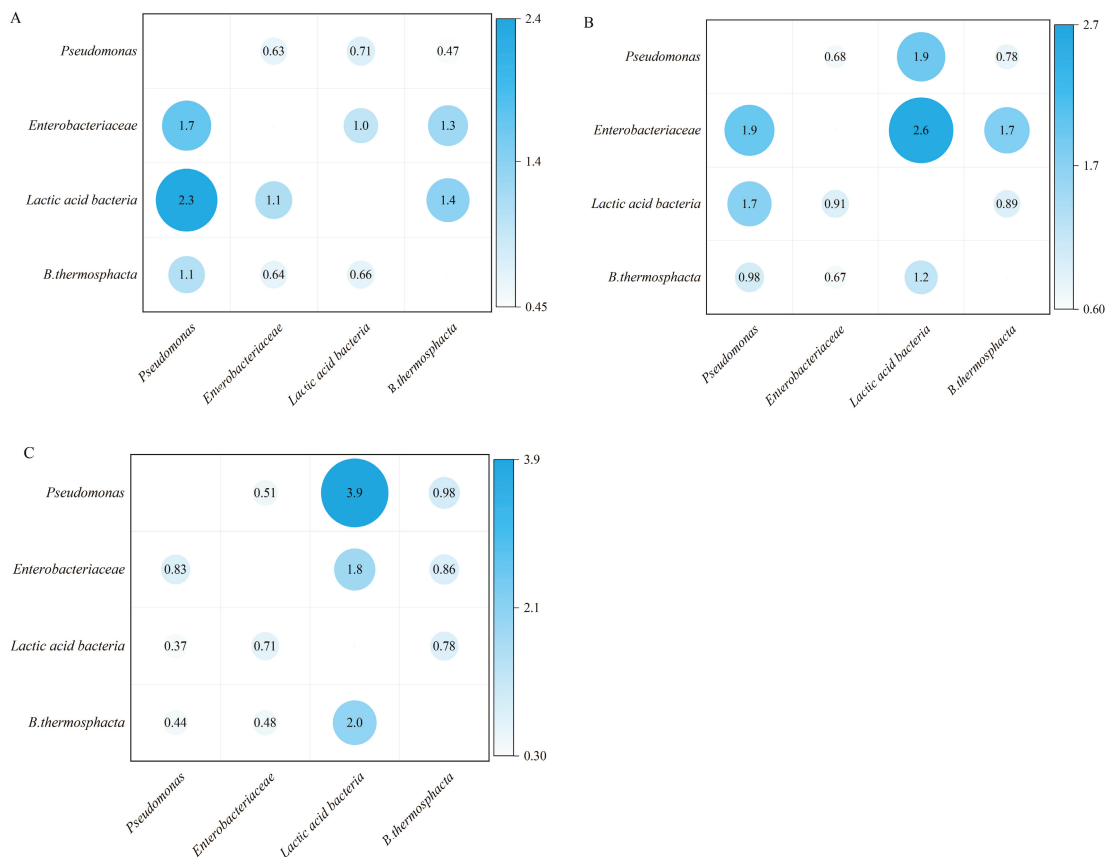 A
Pseudomonas
0.63
0.71
0.47
Enterobacteriaceae
1.7
1.0
1.3
Lactic acid bacteria
2.3
1.1
1.4
B.thermosphacta
1.1
0.64
0.66
Pseudomonas
Enterobacteriaceae
Lactic acid bacteria
B.thermosphacta
2.4
1.4
0.45
B
Pseudomonas
0.68
1.9
0.78
Enterobacteriaceae
1.9
2.6
1.7
Lactic acid bacteria
1.7
0.91
0.89
B.thermosphacta
0.98
0.67
1.2
Pseudomonas
Enterobacteriaceae
Lactic acid bacteria
B.thermosphacta
2.7
1.7
0.60
C
Pseudomonas
0.51
3.9
0.98
Enterobacteriaceae
0.83
1.8
0.86
Lactic acid bacteria
0.37
0.71
0.78
B.thermosphacta
0.44
0.48
2.0
Pseudomonas
Enterobacteriaceae
Lactic acid bacteria
B.thermosphacta
3.9
2.1
0.30